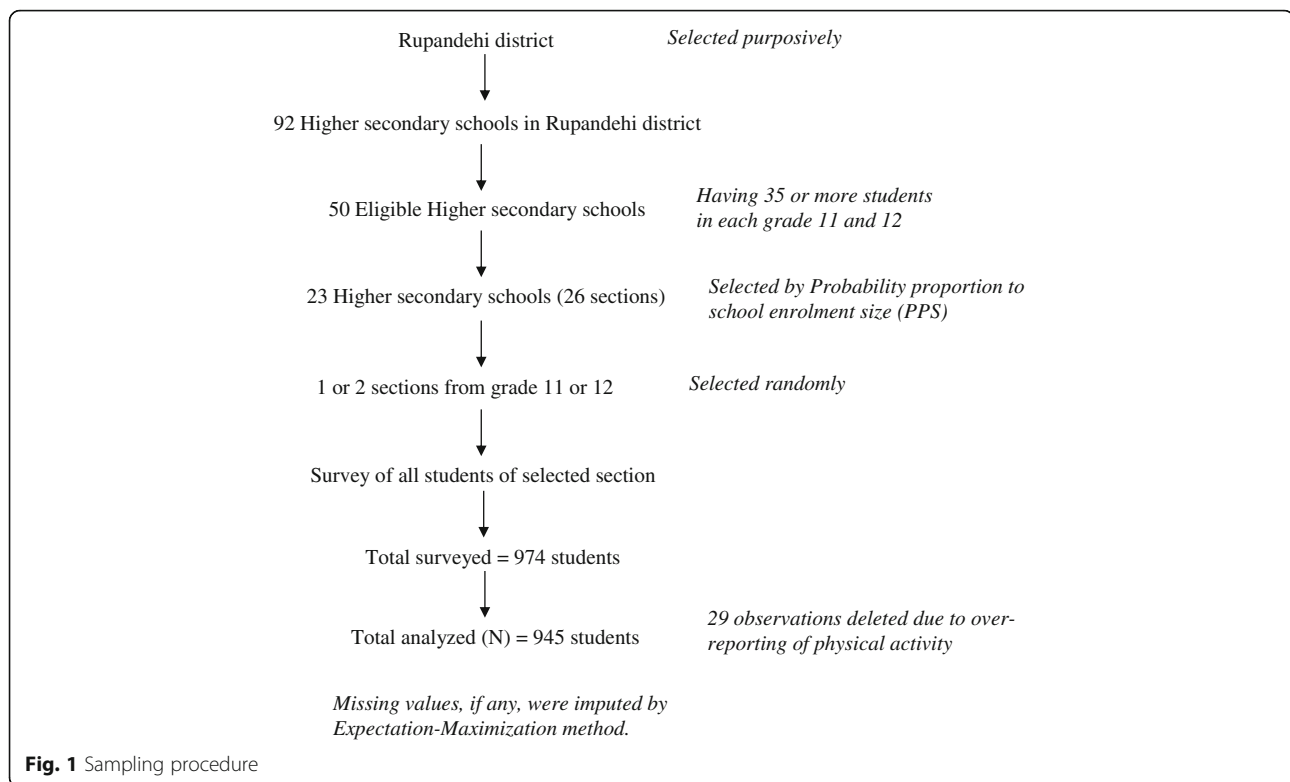 Rupandehi district
Selected purposively
92 Higher secondary schools in Rupandehi district
50 Eligible Higher secondary schools
Having 35 or more students
in each grade 11 and 12
23 Higher secondary schools (26 sections)
Selected by Probability proportion to
school enrolment size (PPS)
1 or 2 sections from grade 11 or 12
Selected randomly
Survey of all students of selected section
Total surveyed = 974 students
Total analyzed (N) = 945 students
29 observations deleted due to over-
reporting of physical activity
Missing values, if any, were imputed by
Expectation-Maximization method.
Fig. 1 Sampling procedure